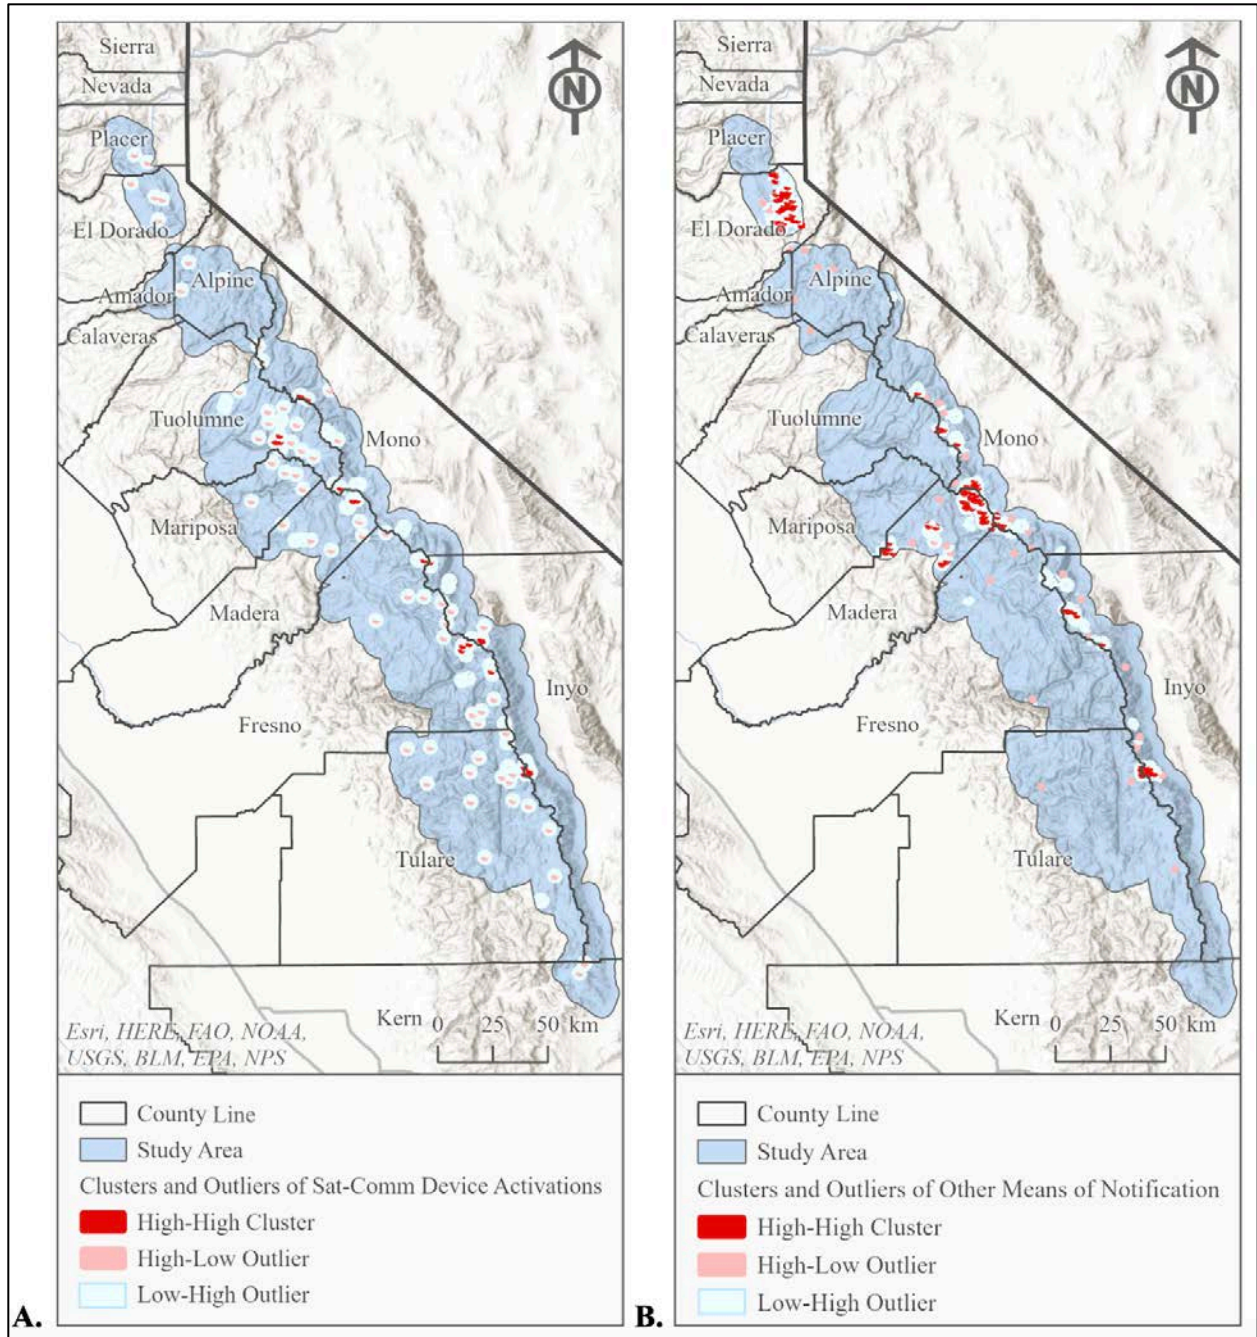 Sierra
Nevada
Placer
El Dorado
Alpine
Amador
Calaveras
Tuolumne
Mono
Mariposa
Madera
Inyo
Fresno
Tulare
Kern
0 25 50 km
Esri, HERE, FAO, NOAA,
USGS, BLM, EPA, NPS
N
County Line
Study Area
Clusters and Outliers of Sat-Comm Device Activations
High-High Cluster
High-Low Outlier
Low-High Outlier
A.
Sierra
Nevada
Placer
El Dorado
Alpine
Amador
Calaveras
Tuolumne
Mono
Mariposa
Madera
Inyo
Fresno
Tulare
Kern
0 25 50 km
Esri, HERE, FAO, NOAA,
USGS, BLM, EPA, NPS
N
County Line
Study Area
Clusters and Outliers of Other Means of Notification
High-High Cluster
High-Low Outlier
Low-High Outlier
B.